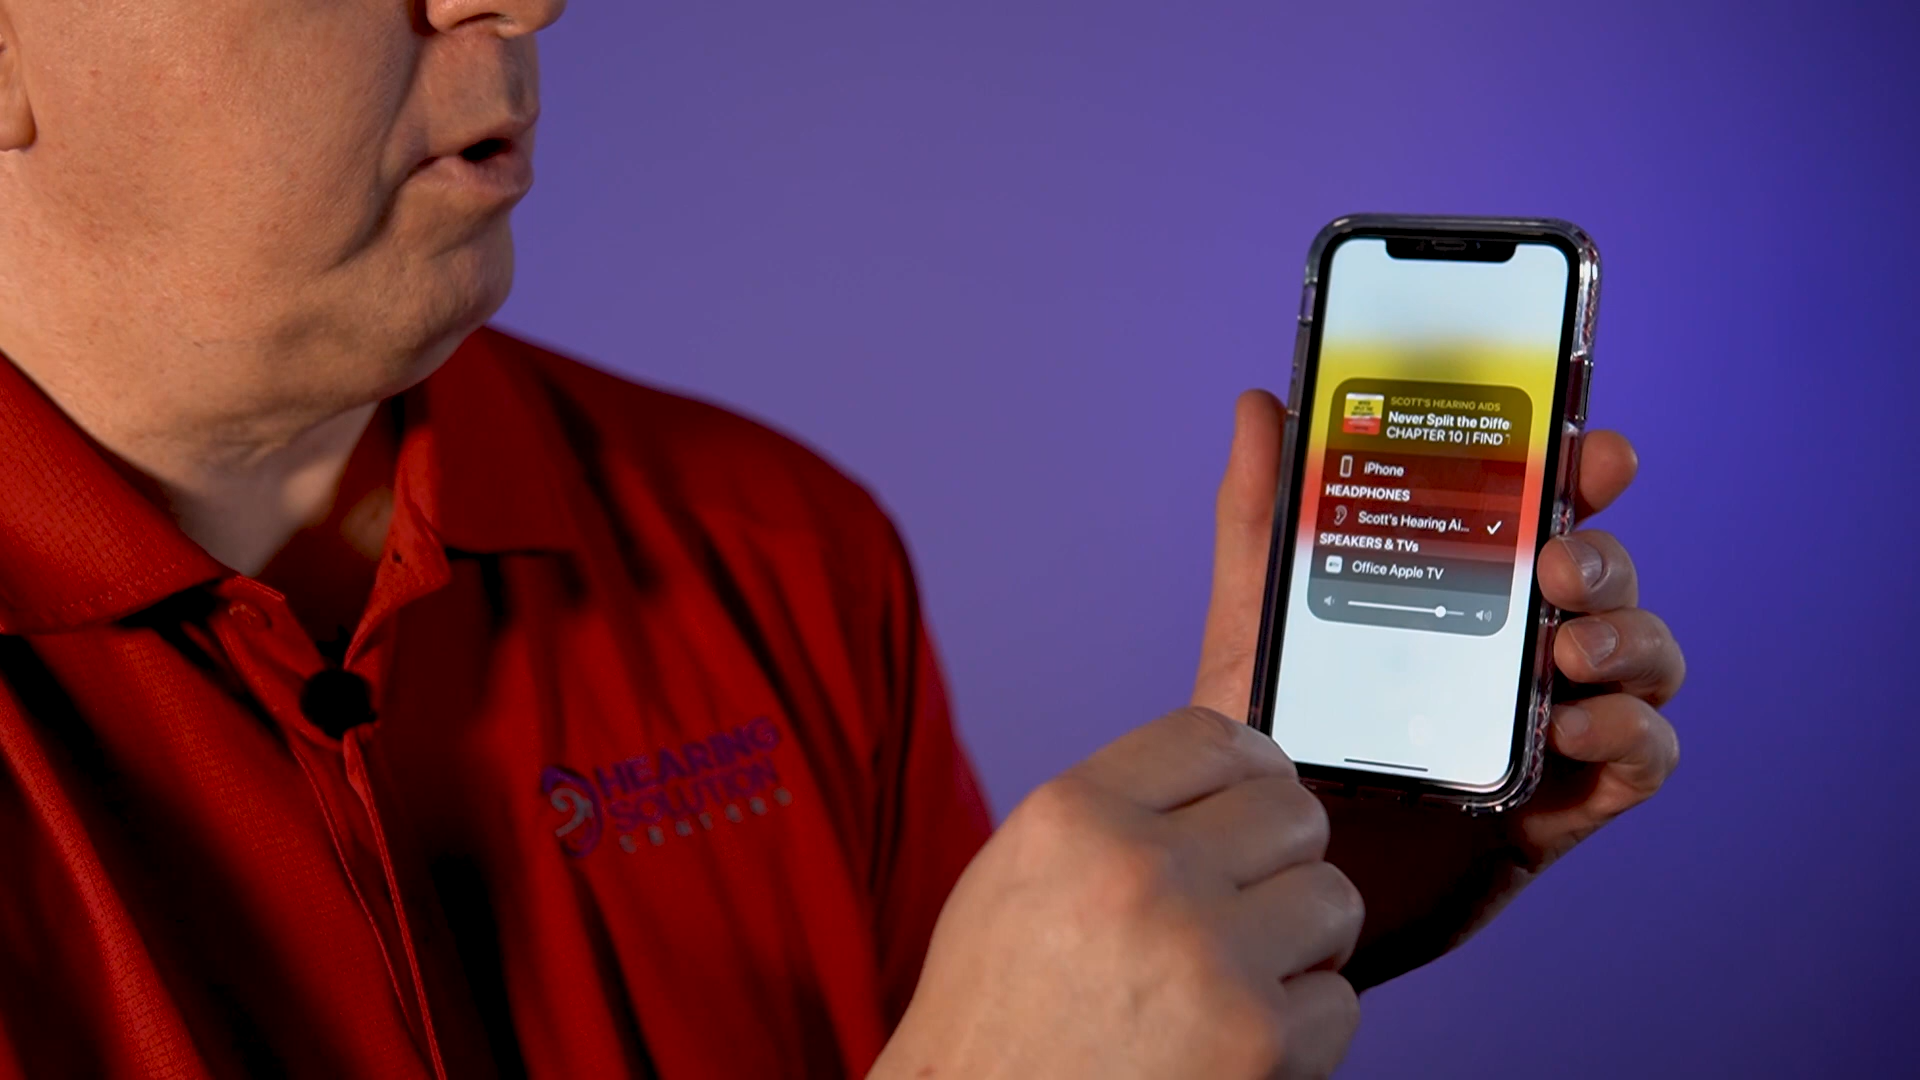 HEARING
SOLUTION
CENTERS
SCOTT'S HEARING AIDS
Never Split the Diffe
CHAPTER 10 | FIND
iPhone
HEADPHONES
Scott's Hearing Ai...
SPEAKERS & TVs
Office Apple TV